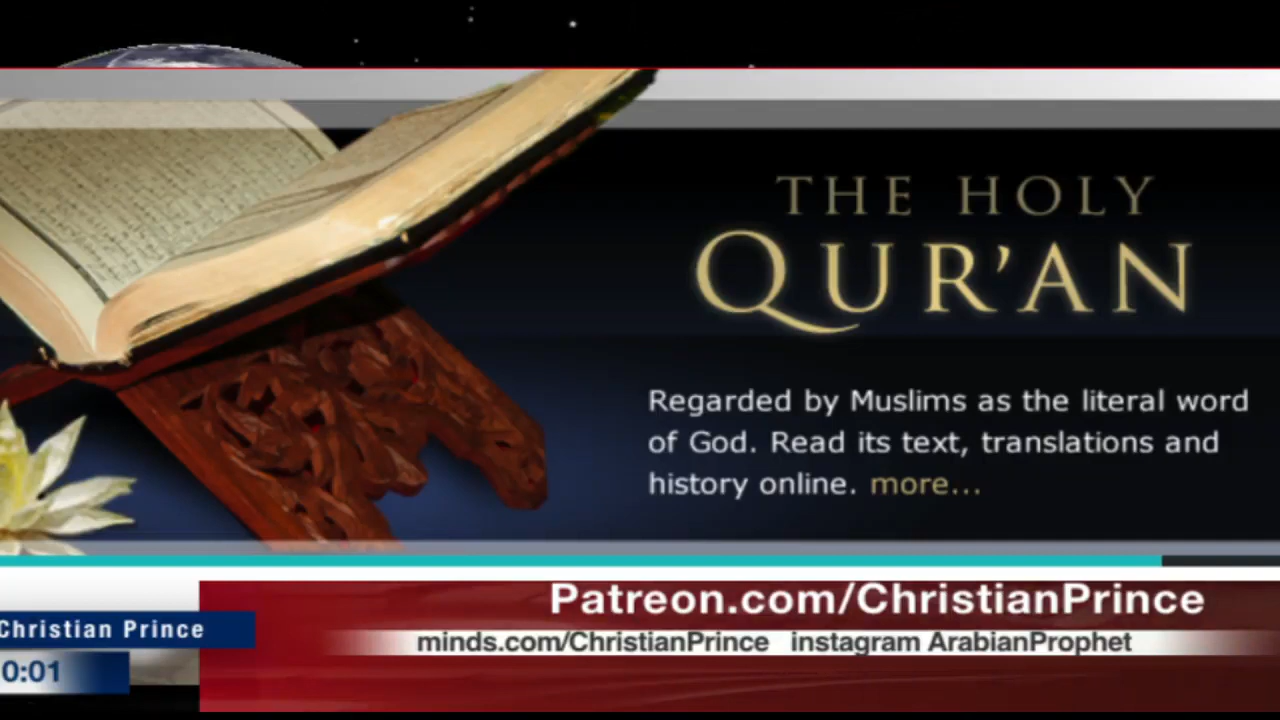 THE HOLY
QUR'AN
Regarded by Muslims as the literal word
of God. Read its text, translations and
history online. more...
Patreon.com/ChristianPrince
Christian Prince
minds.com/ChristianPrince instagram ArabianProphet
0:01